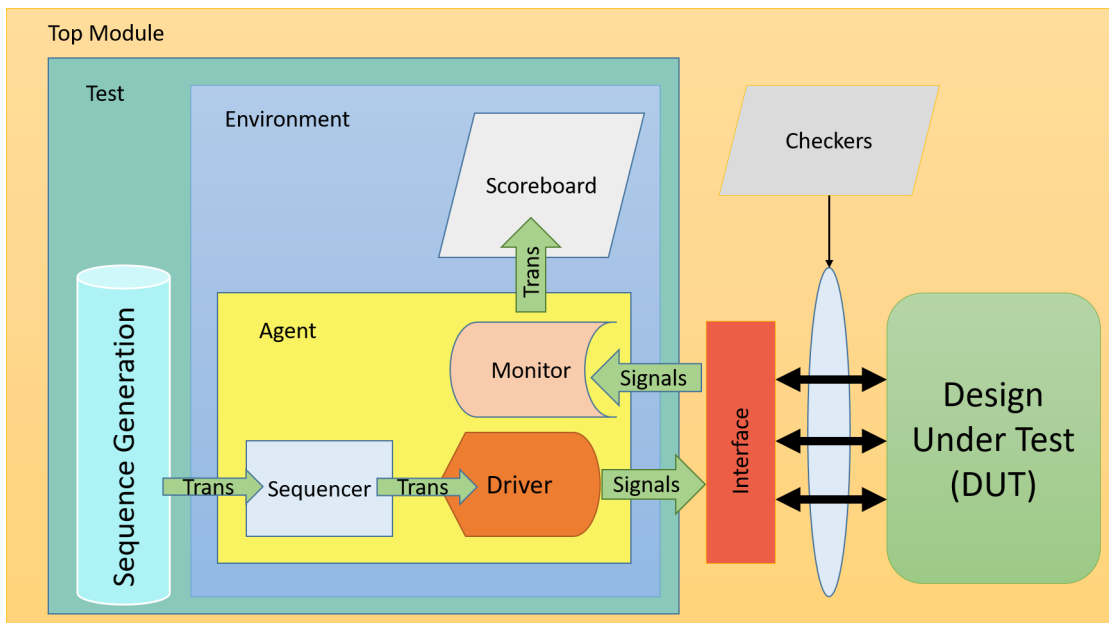 Top Module
Test
Environment
Checkers
Scoreboard
Trans
Agent
Monitor
Signals
Sequence Generation
Trans
Sequencer
Trans
Driver
Signals
Interface
Design
Under Test
(DUT)